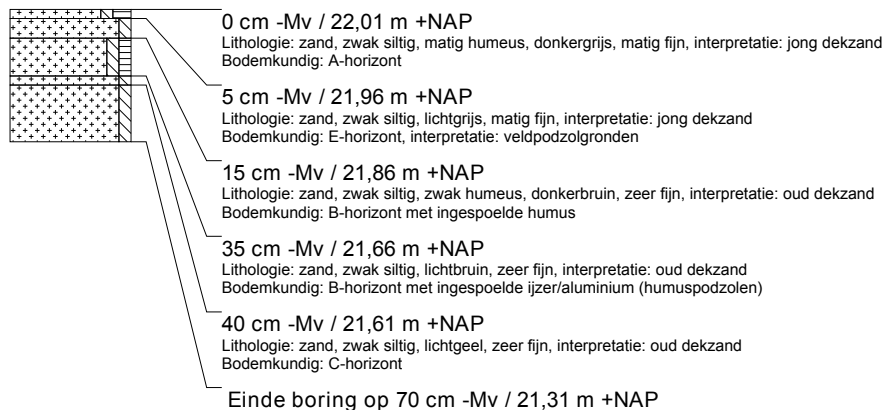 0 cm -Mv / 22,01 m +NAP
Lithologie: zand, zwak siltig, matig humeus, donkergrijs, matig fijn, interpretatie: jong dekzand
Bodemkundig: A-horizont
5 cm -Mv / 21,96 m +NAP
Lithologie: zand, zwak siltig, lichtgrijs, matig fijn, interpretatie: jong dekzand
Bodemkundig: E-horizont, interpretatie: veldpodzolgronden
15 cm -Mv / 21,86 m +NAP
Lithologie: zand, zwak siltig, zwak humeus, donkerbruin, zeer fijn, interpretatie: oud dekzand
Bodemkundig: B-horizont met ingespoelde humus
35 cm -Mv / 21,66 m +NAP
Lithologie: zand, zwak siltig, lichtbruin, zeer fijn, interpretatie: oud dekzand
Bodemkundig: B-horizont met ingespoelde ijzer/aluminium (humuspodzolen)
40 cm -Mv / 21,61 m +NAP
Lithologie: zand, zwak siltig, lichtgeel, zeer fijn, interpretatie: oud dekzand
Bodemkundig: C-horizont
Einde boring op 70 cm -Mv / 21,31 m +NAP